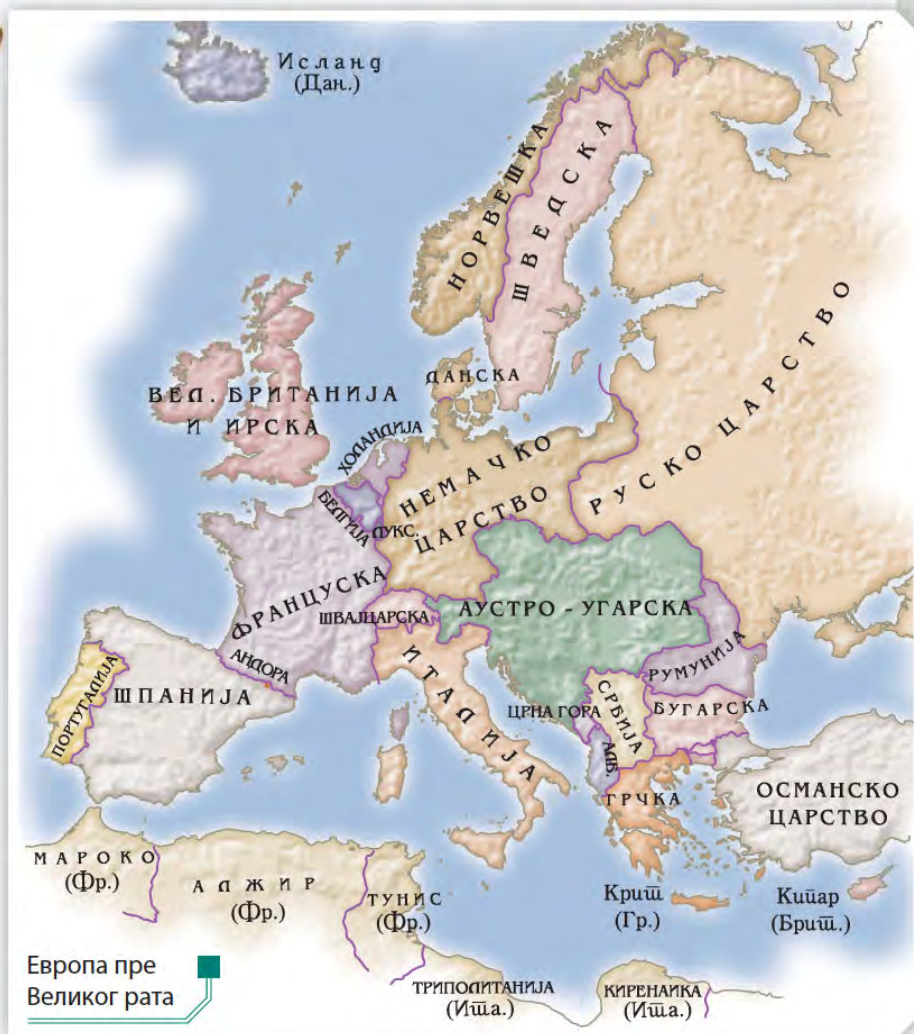 Исланд
(Дан.)
НОРВЕШКА
ШВЕДСКА
РУСКО ЦАРСТВО
ДАНСКА
ВЕЛ. БРИТАНИЈА
И ИРСКА
ХОЛАНДИЈА
БЕЛГИЈА
ЛУКС.
НЕМАЧКО
ЦАРСТВО
ФРАНЦУСКА
ШВАЈЦАРСКА
АУСТРО - УГАРСКА
РУМУНИЈА
АНДОРА
ПОРТУГАЛИЈА
ШПАНИЈА
ИТАЛИЈА
ЦРНА ГОРА
СРБИЈА
БУГАРСКА
АЛБ.
ГРЧКА
ОСМАНСКО
ЦАРСТВО
МАРОКО
(Фр.)
АЛЖИР
(Фр.)
ТУНИС
(Фр.)
Крит
(Гр.)
Кипар
(Брит.)
ТРИПОЛИТАНИЈА
(Ита.)
КИРЕНАИКА
(Ита.)
Европа пре
Великог рата